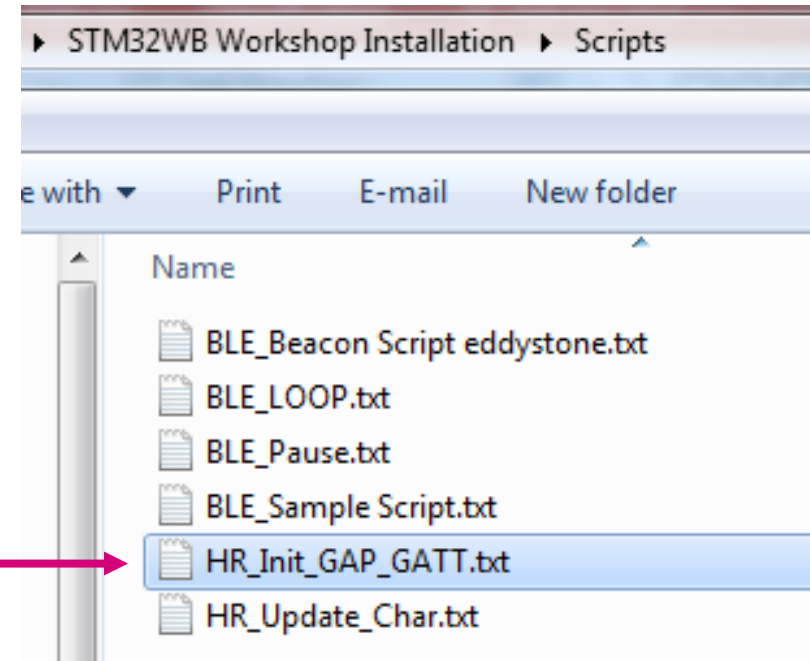 STM32WB Workshop Installation Scripts
e with Print E-mail New folder
Name
BLE_Beacon Script eddystone.txt
BLE_LOOP.txt
BLE_Pause.txt
BLE_Sample Script.txt
HR_Init_GAP_GATT.txt
HR_Update_Char.txt